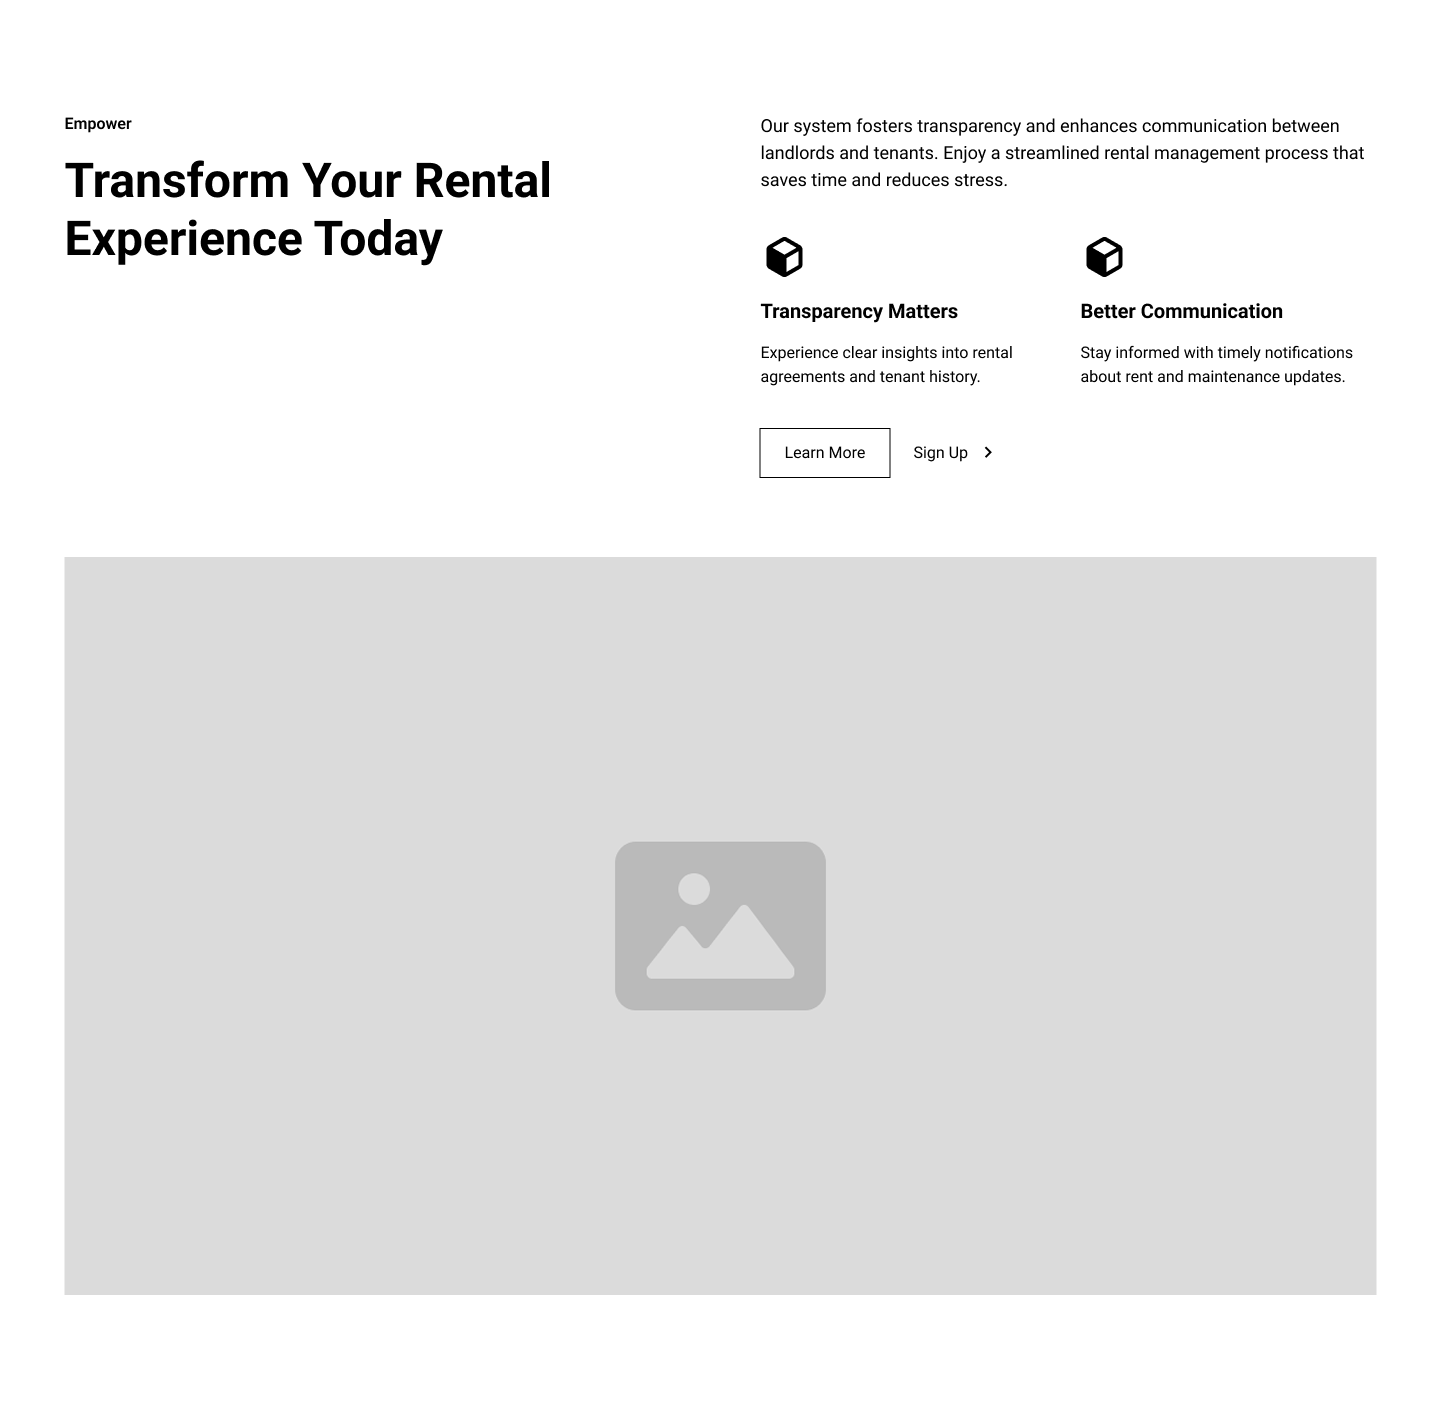 Empower
Transform Your Rental
Experience Today
Our system fosters transparency and enhances communication between
landlords and tenants. Enjoy a streamlined rental management process that
saves time and reduces stress.
Transparency Matters
Experience clear insights into rental
agreements and tenant history.
Better Communication
Stay informed with timely notifications
about rent and maintenance updates.
Learn More
Sign Up